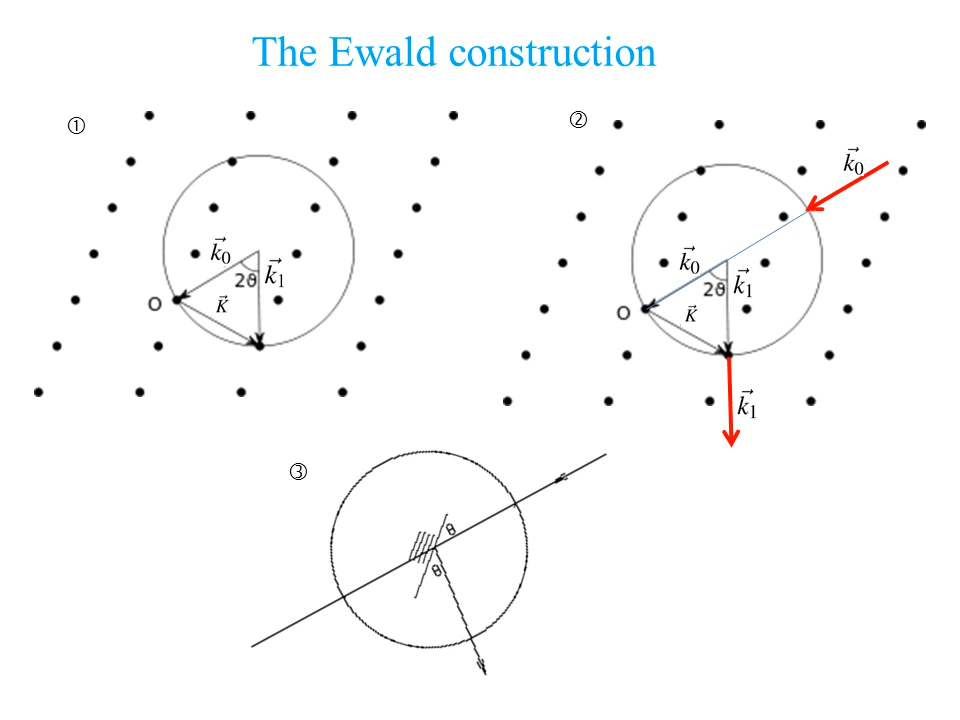 The Ewald construction
①
②
k⃗0
k⃗0
k⃗1
2ϑ
O
κ⃗
k⃗0
k⃗1
2ϑ
O
κ⃗
k⃗1
③
θ
θ